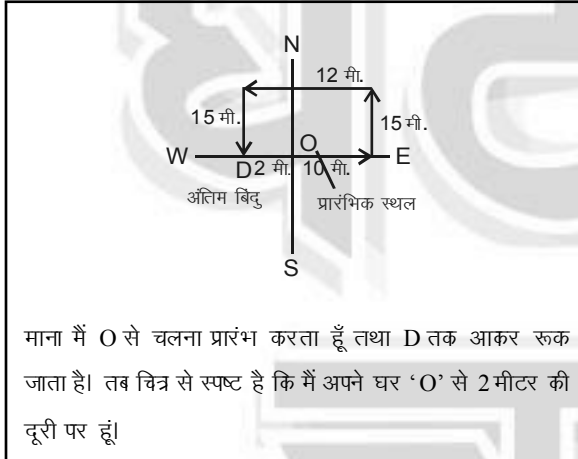 N
12 मी.
15 मी.
15 मी.
O
W
E
D 2 मी. 10 मी.
अंतिम बिंदु
प्रारंभिक स्थल
S
माना मैं O से चलना प्रारंभ करता हूँ तथा D तक आकर रूक
जाता है। तब चित्र से स्पष्ट है कि मैं अपने घर ‘O’ से 2 मीटर की
दूरी पर हूं।